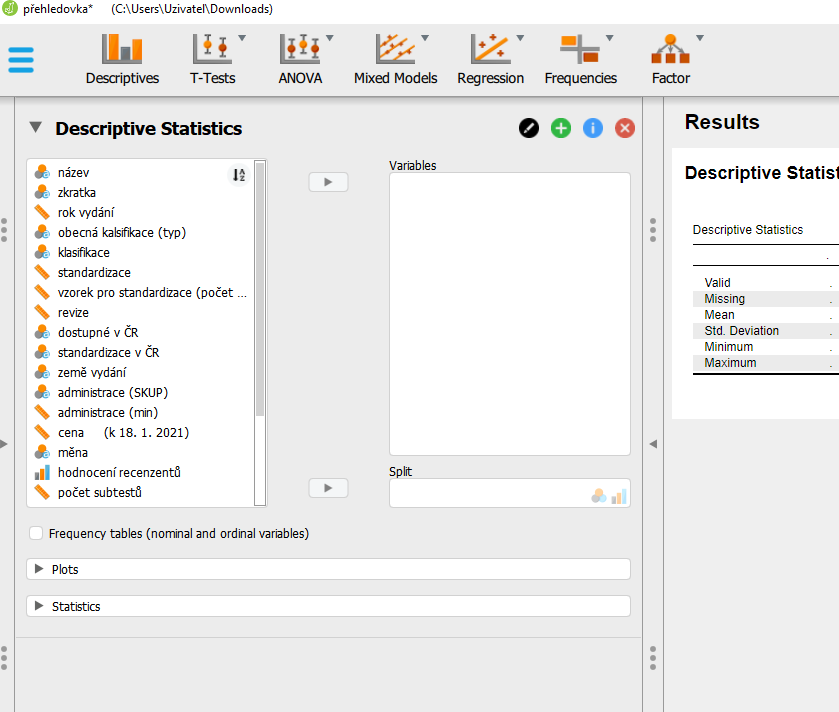 přehledovka* (C:\Users\Uzivatel\Downloads)
Descriptives T-Tests ANOVA Mixed Models Regression Frequencies Factor
Descriptive Statistics
název
zkratka
rok vydání
obecná kalsifikace (typ)
klasifikace
standardizace
vzorek pro standardizace (počet ...
revize
dostupné v ČR
standardizace v ČR
země vydání
administrace (SKUP)
administrace (min)
cena (k 18. 1. 2021)
měna
hodnocení recenzentů
počet subtestů
Variables
Split
Frequency tables (nominal and ordinal variables)
Plots
Statistics
Results
Descriptive Statist
Descriptive Statistics
Valid
Missing
Mean
Std. Deviation
Minimum
Maximum